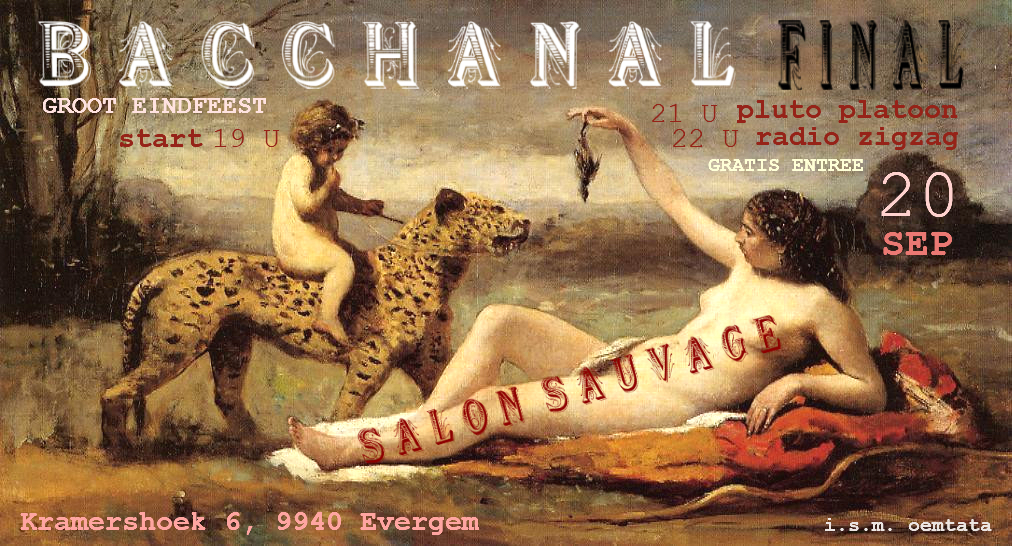 BACCHANAL FINAL
GROOT EINDFEEST
start 19 U
21 U pluto platoon
22 U radio zigzag
GRATIS ENTREE
20
SEP
SALON SAUVAGE
Kramershoek 6, 9940 Evergem
i.s.m. oemtata